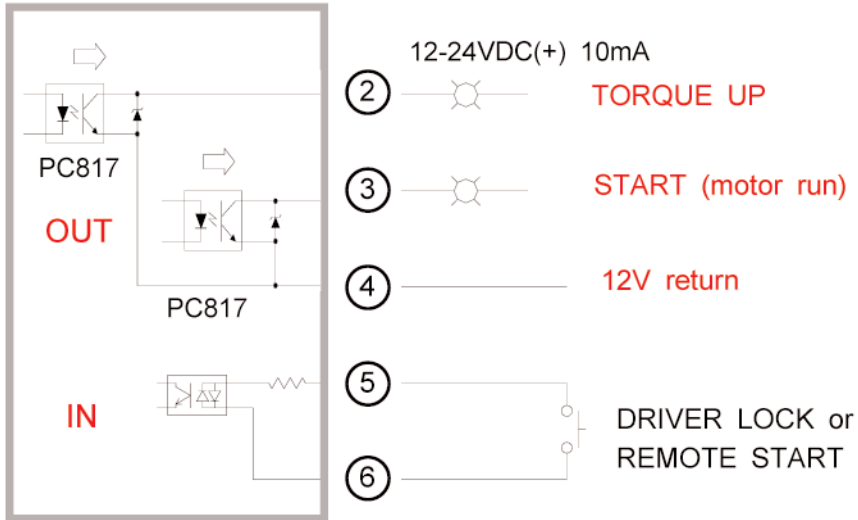 12-24VDC(+) 10mA
2
TORQUE UP
PC817
3
START (motor run)
OUT
4
12V return
PC817
5
IN
DRIVER LOCK or
REMOTE START
6